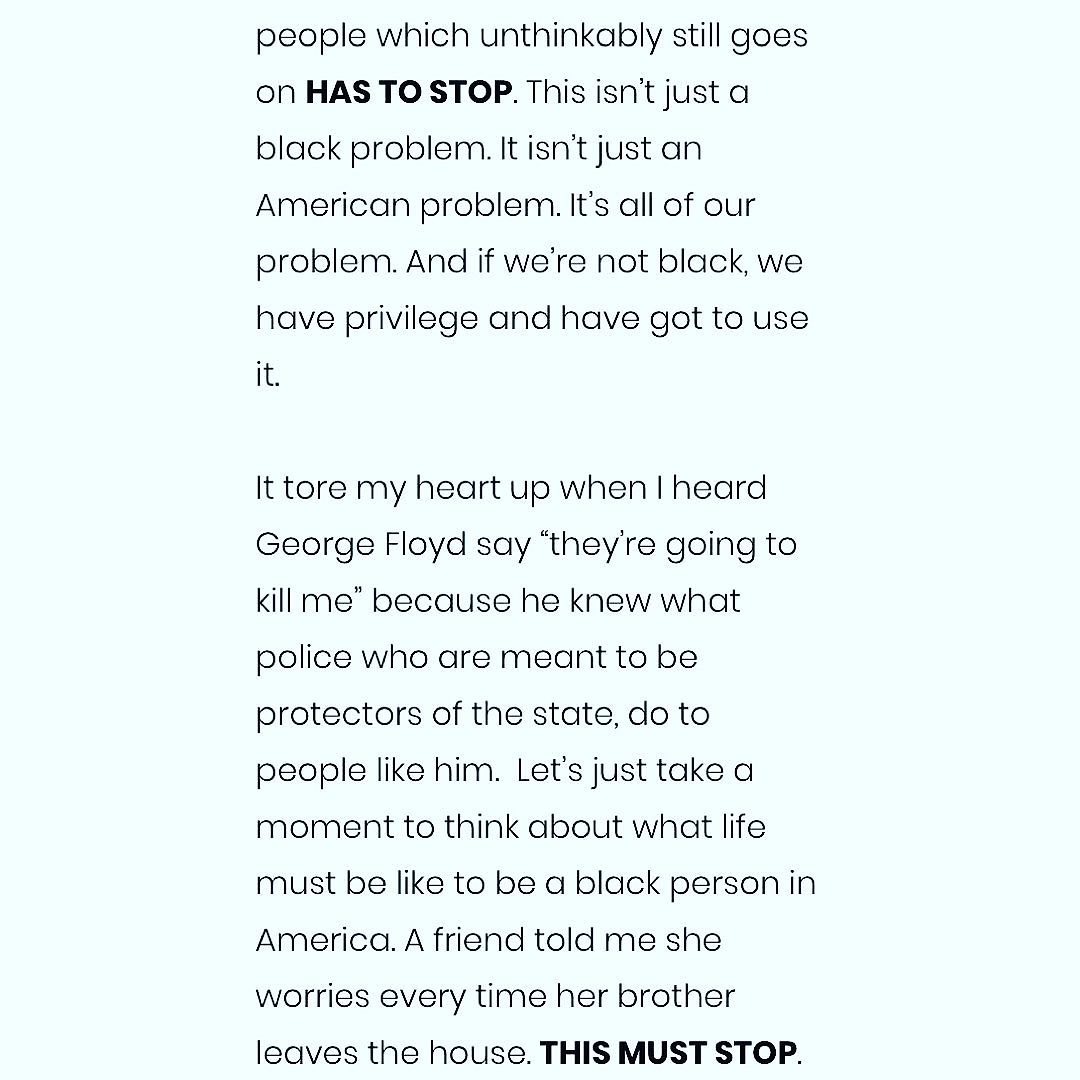 people which unthinkably still goes
on HAS TO STOP. This isn’t just a
black problem. It isn’t just an
American problem. It’s all of our
problem. And if we’re not black, we
have privilege and have got to use
it.
It tore my heart up when I heard
George Floyd say “they’re going to
kill me” because he knew what
police who are meant to be
protectors of the state, do to
people like him.  Let’s just take a
moment to think about what life
must be like to be a black person in
America. A friend told me she
worries every time her brother
leaves the house. THIS MUST STOP.